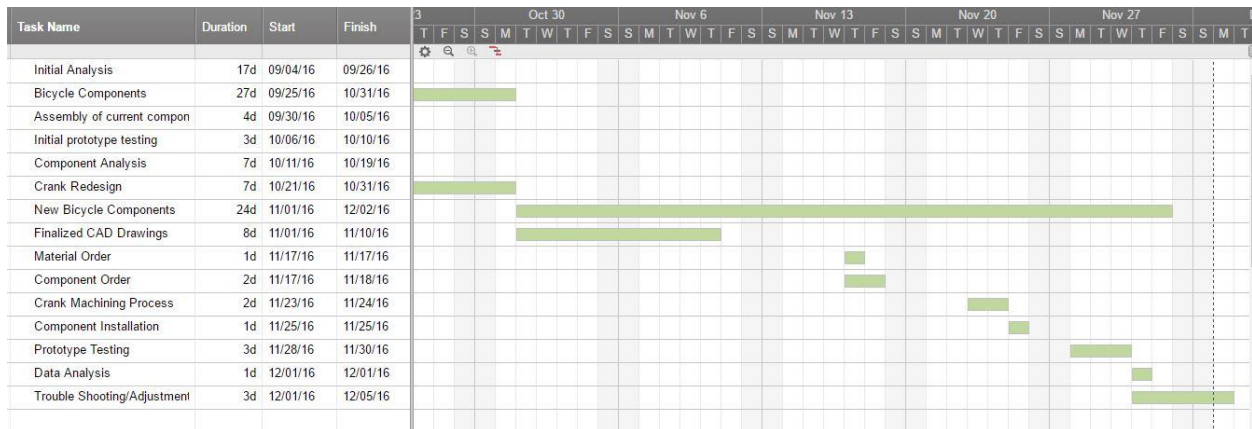 Task Name Duration Start Finish 3 Oct 30 Nov 6 Nov 13 Nov 20 Nov 27
T F S S M T W T F S S M T W T F S S M T W T F S S M T W T F S S M T W T F S S M T
Initial Analysis 17d 09/04/16 09/26/16
Bicycle Components 27d 09/25/16 10/31/16
Assembly of current compon 4d 09/30/16 10/05/16
Initial prototype testing 3d 10/06/16 10/10/16
Component Analysis 7d 10/11/16 10/19/16
Crank Redesign 7d 10/21/16 10/31/16
New Bicycle Components 24d 11/01/16 12/02/16
Finalized CAD Drawings 8d 11/01/16 11/10/16
Material Order 1d 11/17/16 11/17/16
Component Order 2d 11/17/16 11/18/16
Crank Machining Process 2d 11/23/16 11/24/16
Component Installation 1d 11/25/16 11/25/16
Prototype Testing 3d 11/28/16 11/30/16
Data Analysis 1d 12/01/16 12/01/16
Trouble Shooting/Adjustment 3d 12/01/16 12/05/16